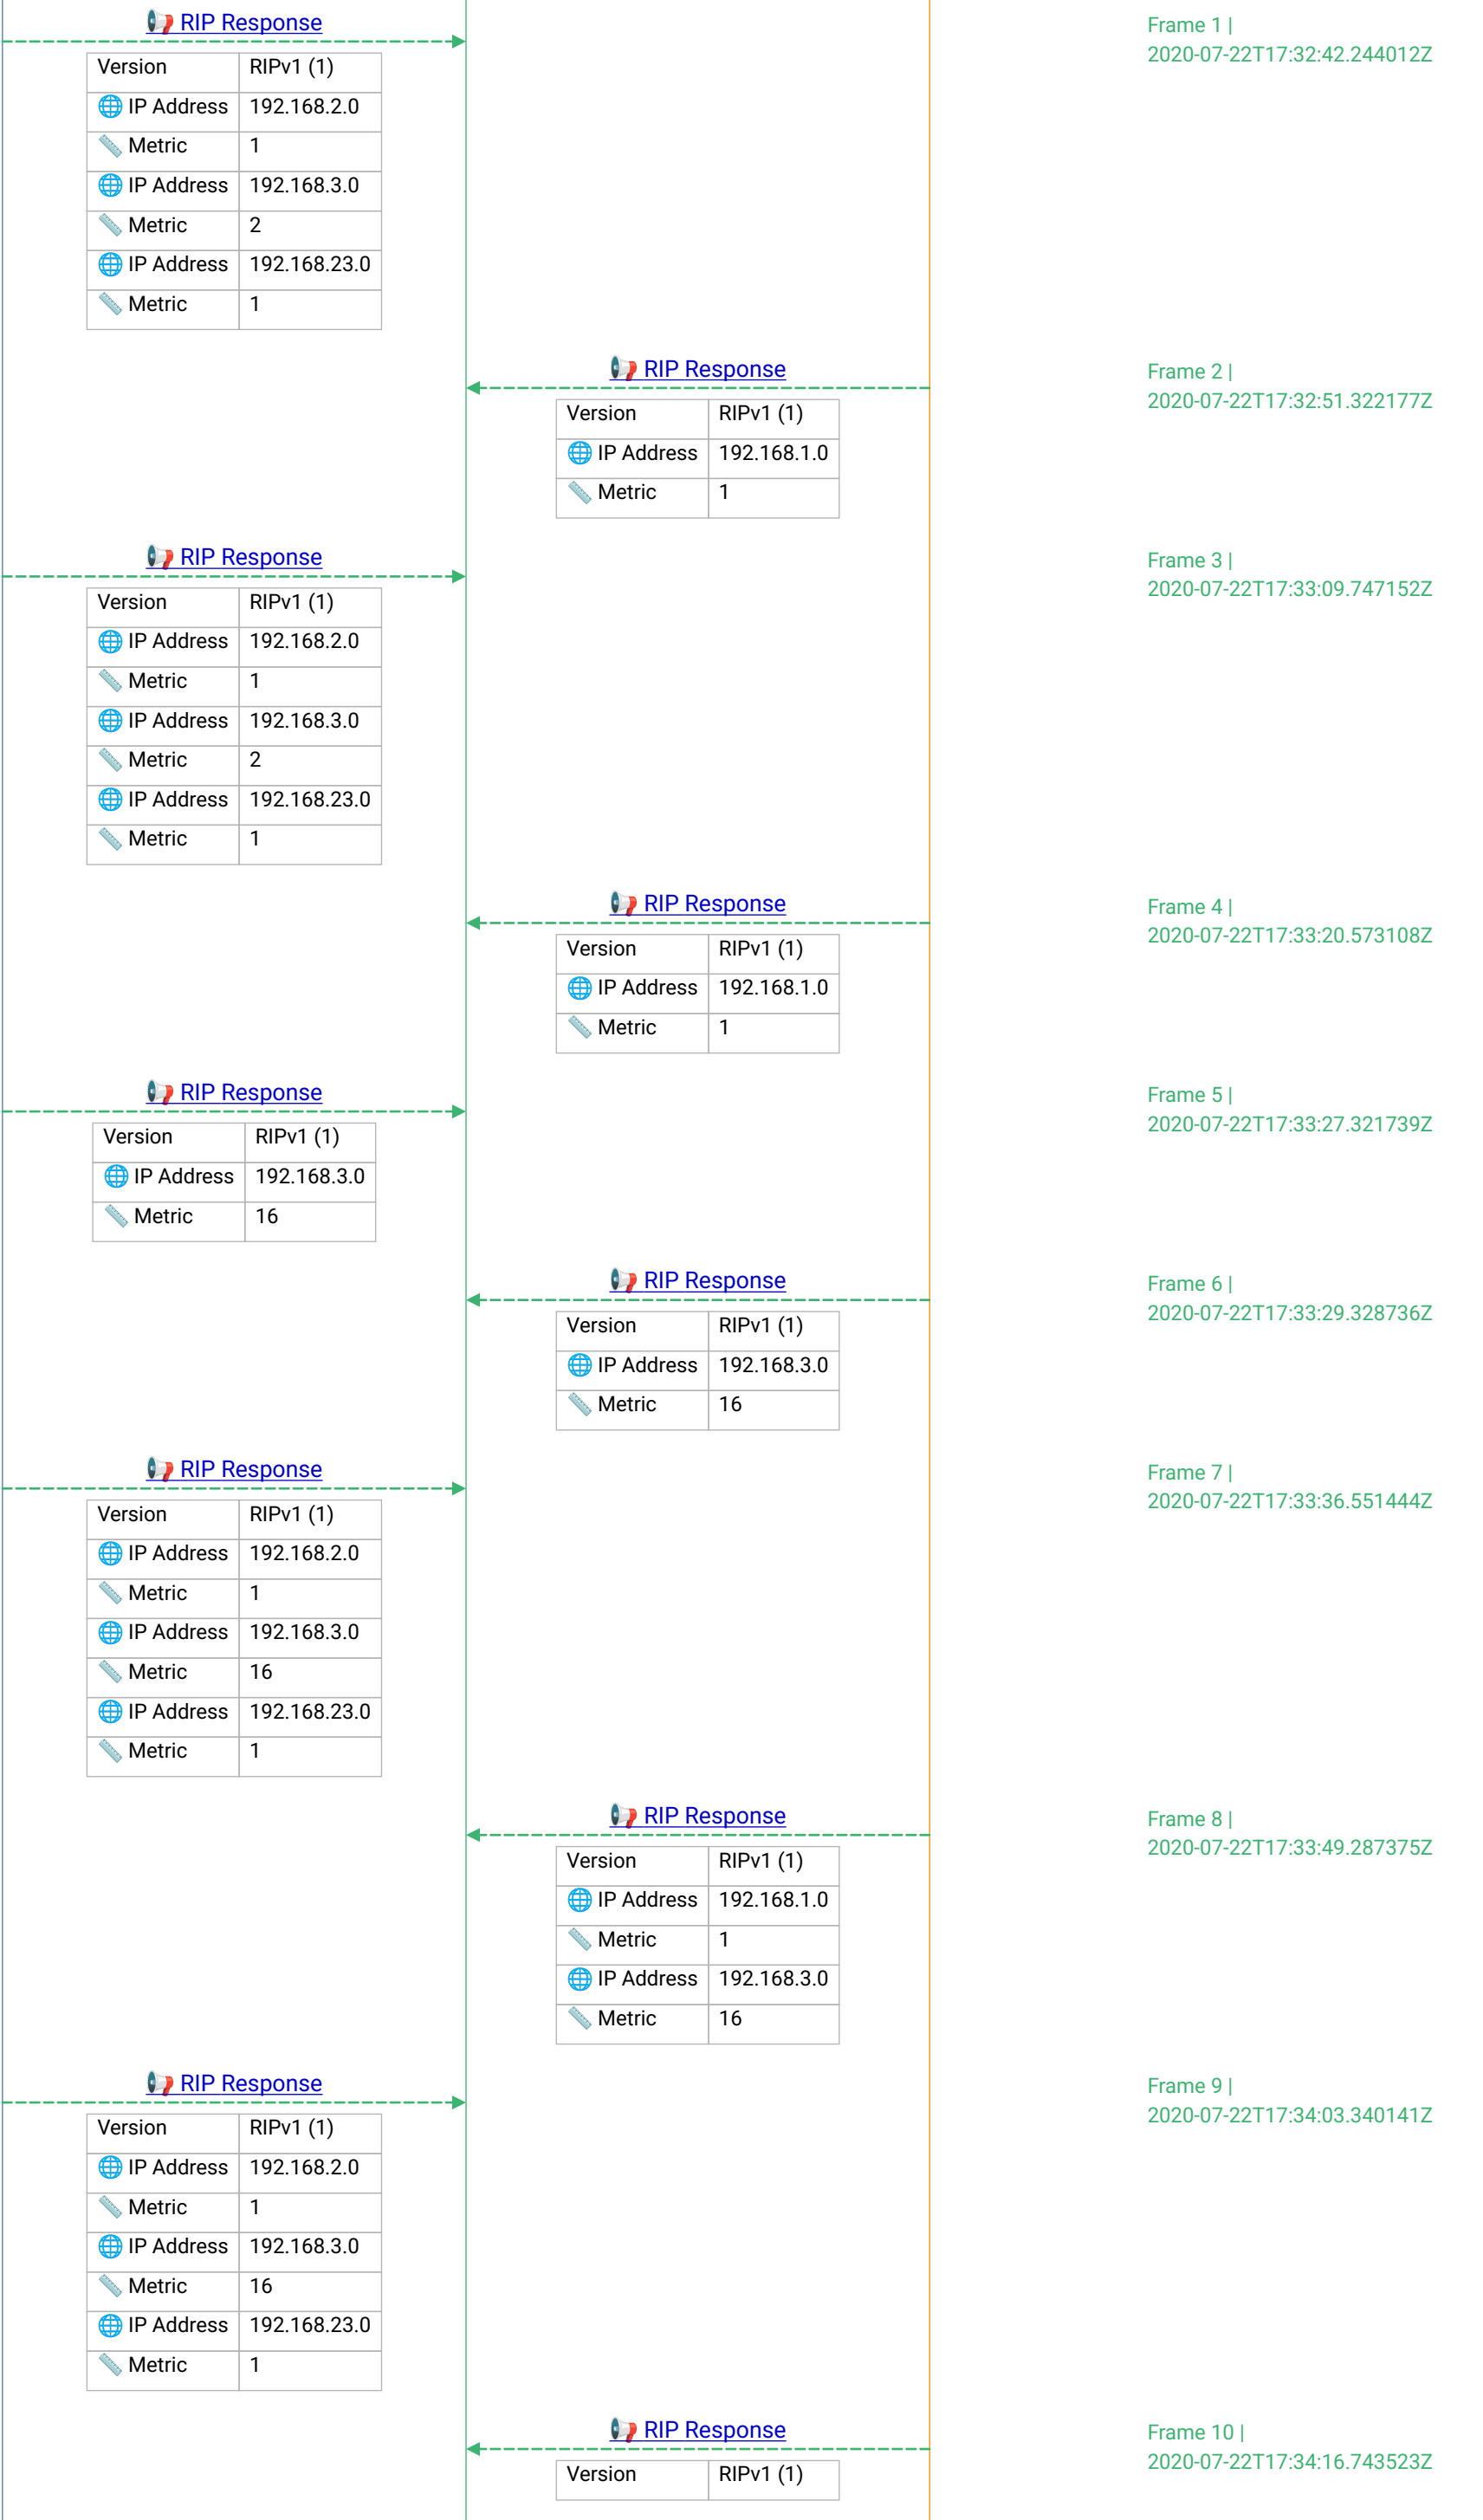 RIP Response
Frame 1 |
2020-07-22T17:32:42.244012Z
Version RIPv1 (1)
IP Address 192.168.2.0
Metric 1
IP Address 192.168.3.0
Metric 2
IP Address 192.168.23.0
Metric 1
RIP Response
Frame 2 |
2020-07-22T17:32:51.322177Z
Version RIPv1 (1)
IP Address 192.168.1.0
Metric 1
RIP Response
Frame 3 |
2020-07-22T17:33:09.747152Z
Version RIPv1 (1)
IP Address 192.168.2.0
Metric 1
IP Address 192.168.3.0
Metric 2
IP Address 192.168.23.0
Metric 1
RIP Response
Frame 4 |
2020-07-22T17:33:20.573108Z
Version RIPv1 (1)
IP Address 192.168.1.0
Metric 1
RIP Response
Frame 5 |
2020-07-22T17:33:27.321739Z
Version RIPv1 (1)
IP Address 192.168.3.0
Metric 16
RIP Response
Frame 6 |
2020-07-22T17:33:29.328736Z
Version RIPv1 (1)
IP Address 192.168.3.0
Metric 16
RIP Response
Frame 7 |
2020-07-22T17:33:36.551444Z
Version RIPv1 (1)
IP Address 192.168.2.0
Metric 1
IP Address 192.168.3.0
Metric 16
IP Address 192.168.23.0
Metric 1
RIP Response
Frame 8 |
2020-07-22T17:33:49.287375Z
Version RIPv1 (1)
IP Address 192.168.1.0
Metric 1
IP Address 192.168.3.0
Metric 16
RIP Response
Frame 9 |
2020-07-22T17:34:03.340141Z
Version RIPv1 (1)
IP Address 192.168.2.0
Metric 1
IP Address 192.168.3.0
Metric 16
IP Address 192.168.23.0
Metric 1
RIP Response
Frame 10 |
2020-07-22T17:34:16.743523Z
Version RIPv1 (1)